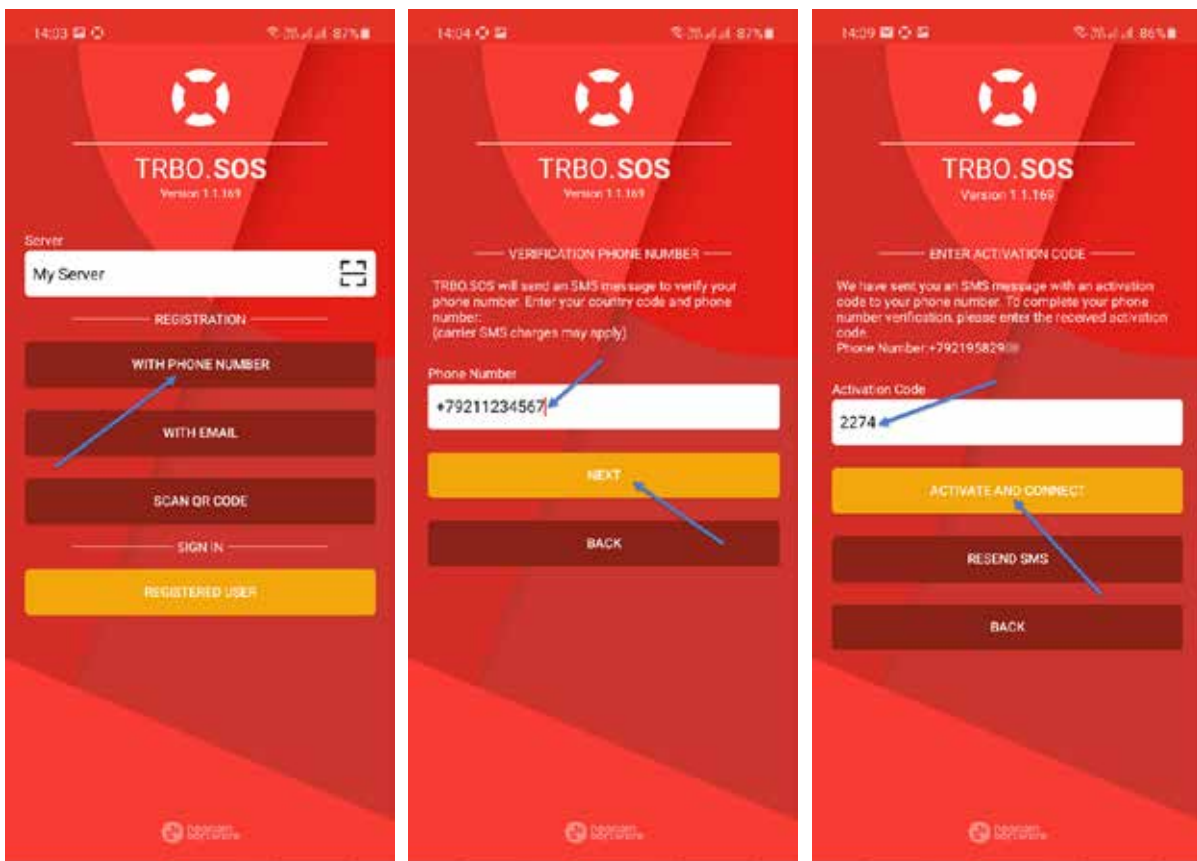 14:03
87%
TRBO.SOS
Version 1.1.169
Server
My Server
REGISTRATION
WITH PHONE NUMBER
WITH EMAIL
SCAN QR CODE
SIGN IN
REGISTERED USER
14:04
87%
TRBO.SOS
Version 1.1.169
VERIFICATION PHONE NUMBER
TRBO.SOS will send an SMS message to verify your
phone number. Enter your country code and phone
number:
(carrier SMS charges may apply)
Phone Number
+79211234567
NEXT
BACK
14:09
86%
TRBO.SOS
Version 1.1.169
ENTER ACTIVATION CODE
We have sent you an SMS message with an activation
code to your phone number. To complete your phone
number verification, please enter the received activation
code.
Phone Number:+792195829
Activation Code
2274
ACTIVATE AND CONNECT
RESEND SMS
BACK